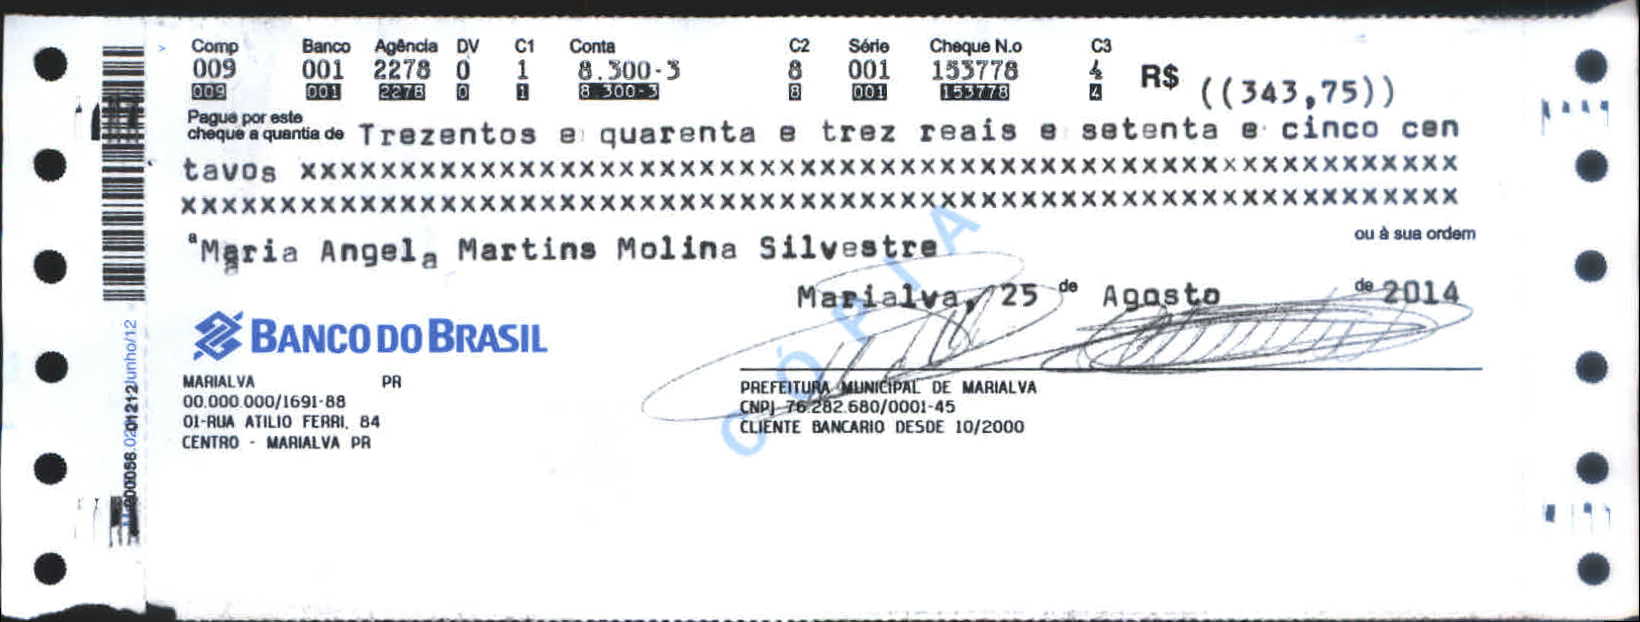 Comp Banco Agência DV C1 Conta C2 Série Cheque N.o C3
009 001 2278 0 1 8.300-3 8 001 153778 4 R$ ((343,75))
009 001 2278 0 1 8 300-3 8 001 153778 4
Pague por este
cheque a quantia de Trezentos e quarenta e trez reais e setenta e cinco cen
tavos xxxxxxxxxxxxxxxxxxxxxxxxxxxxxxxxxxxxxxxxxxxxxxxxxxxxxxxxxx
xxxxxxxxxxxxxxxxxxxxxxxxxxxxxxxxxxxxxxxxxxxxxxxxxxxxxxxxxxxxxxxx
ou à sua ordem
ª Maria Angela Martins Molina Silvestre
Marialva, 25 de Agosto de 2014
BANCO DO BRASIL
MARIALVA PR
00.000.000/1691-88
01-RUA ATILIO FERRI, 84
CENTRO - MARIALVA PR
PREFEITURA MUNICIPAL DE MARIALVA
CNPJ 76.282.680/0001-45
CLIENTE BANCARIO DESDE 10/2000
CÓPIA
Junho/12